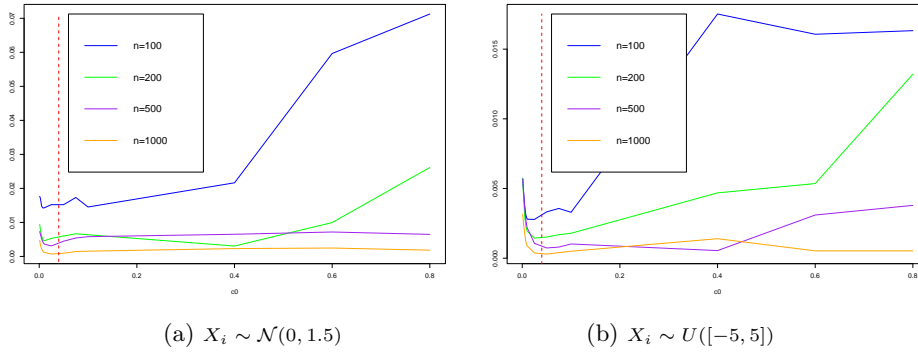 0.00 0.01 0.02 0.03 0.04 0.05 0.06 0.07
n=100
n=200
n=500
n=1000
0.0 0.2 0.4 0.6 0.8
c0
(a) X_i ∼ 𝒩(0, 1.5)
0.000 0.005 0.010 0.015
n=100
n=200
n=500
n=1000
0.0 0.2 0.4 0.6 0.8
c0
(b) X_i ∼ U([−5, 5])